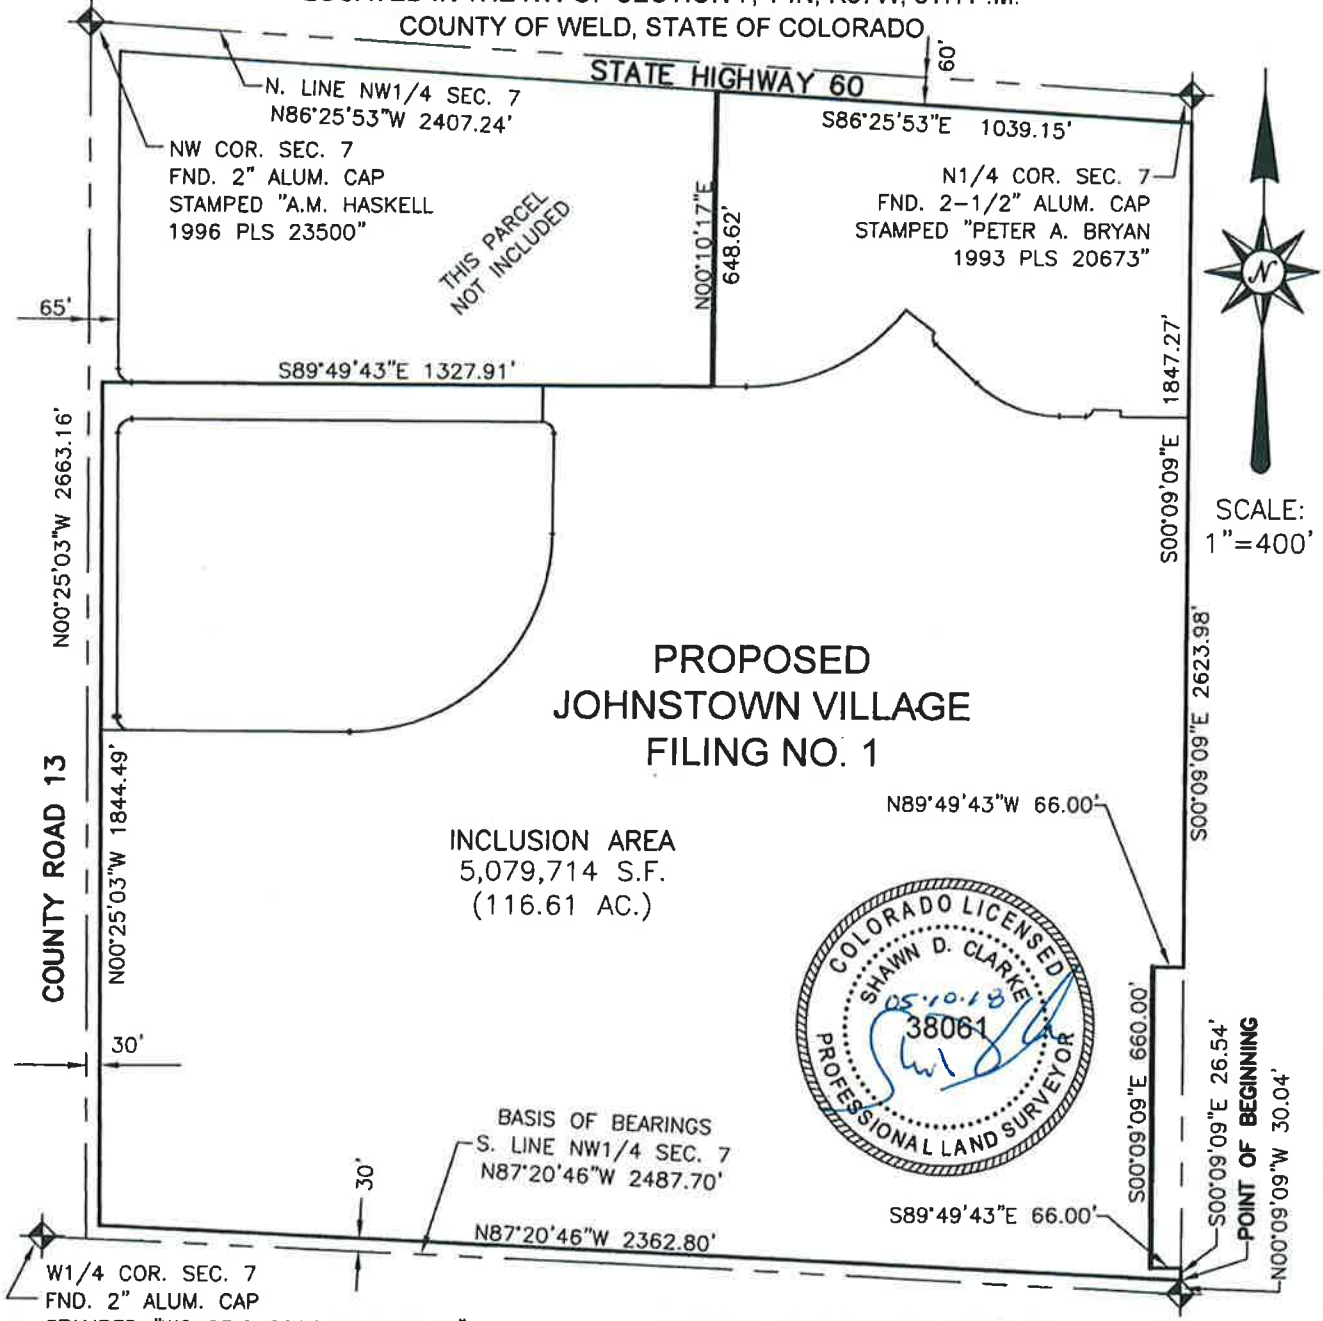 COUNTY OF WELD, STATE OF COLORADO
60'
STATE HIGHWAY 60
N. LINE NW1/4 SEC. 7
N86°25'53"W 2407.24'
S86°25'53"E 1039.15'
NW COR. SEC. 7
FND. 2" ALUM. CAP
STAMPED "A.M. HASKELL
1996 PLS 23500"
N1/4 COR. SEC. 7
FND. 2-1/2" ALUM. CAP
STAMPED "PETER A. BRYAN
1993 PLS 20673"
THIS PARCEL
NOT INCLUDED
N00°10'17"E
648.62'
N
65'
S89°49'43"E 1327.91'
1847.27'
S00°09'09"E
N00°25'03"W 2663.16'
SCALE:
1"=400'
PROPOSED
JOHNSTOWN VILLAGE
FILING NO. 1
S00°09'09"E 2623.98'
COUNTY ROAD 13
N00°25'03"W 1844.49'
N89°49'43"W 66.00'
INCLUSION AREA
5,079,714 S.F.
(116.61 AC.)
COLORADO LICENSED
SHAWN D. CLARKE
05.10.18
38061
PROFESSIONAL LAND SURVEYOR
30'
S00°09'09"E 660.00'
S00°09'09"E 26.54'
POINT OF BEGINNING
N00°09'09"W 30.04'
BASIS OF BEARINGS
S. LINE NW1/4 SEC. 7
N87°20'46"W 2487.70'
30'
S89°49'43"E 66.00'
N87°20'46"W 2362.80'
W1/4 COR. SEC. 7
FND. 2" ALUM. CAP